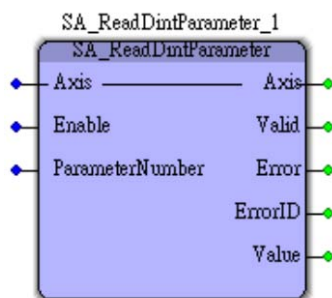 SA_ReadDintParameter_1
SA_ReadDintParameter
Axis Axis
Enable Valid
ParameterNumber Error
ErrorID
Value